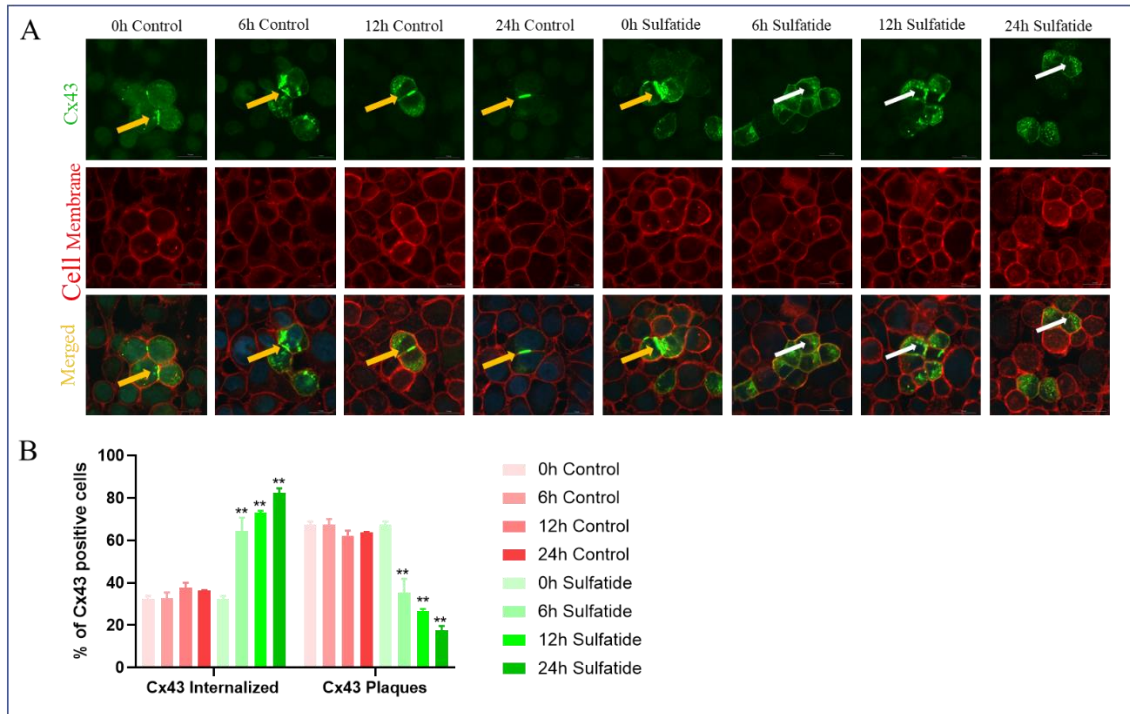 A
0h Control 6h Control 12h Control 24h Control 0h Sulfatide 6h Sulfatide 12h Sulfatide 24h Sulfatide
Cx43
Cell Membrane
Merged
B
% of Cx43 positive cells
100
80
60
40
20
0
** ** **
** ** **
Cx43 Internalized Cx43 Plaques
0h Control
6h Control
12h Control
24h Control
0h Sulfatide
6h Sulfatide
12h Sulfatide
24h Sulfatide